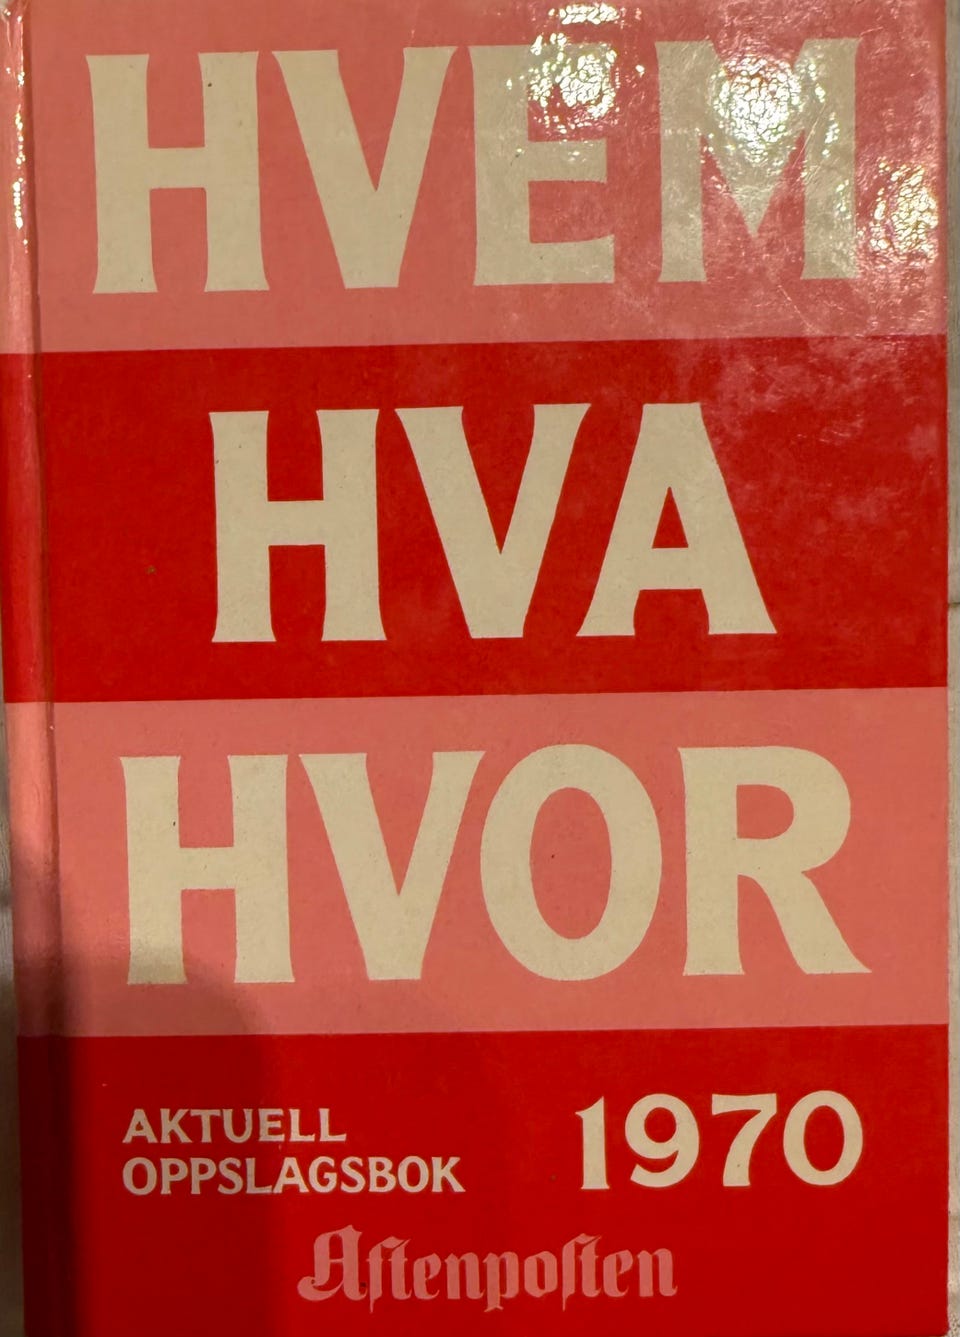 HVEM
HVA
HVOR
AKTUELL
OPPSLAGSBOK
1970
Aftenposten